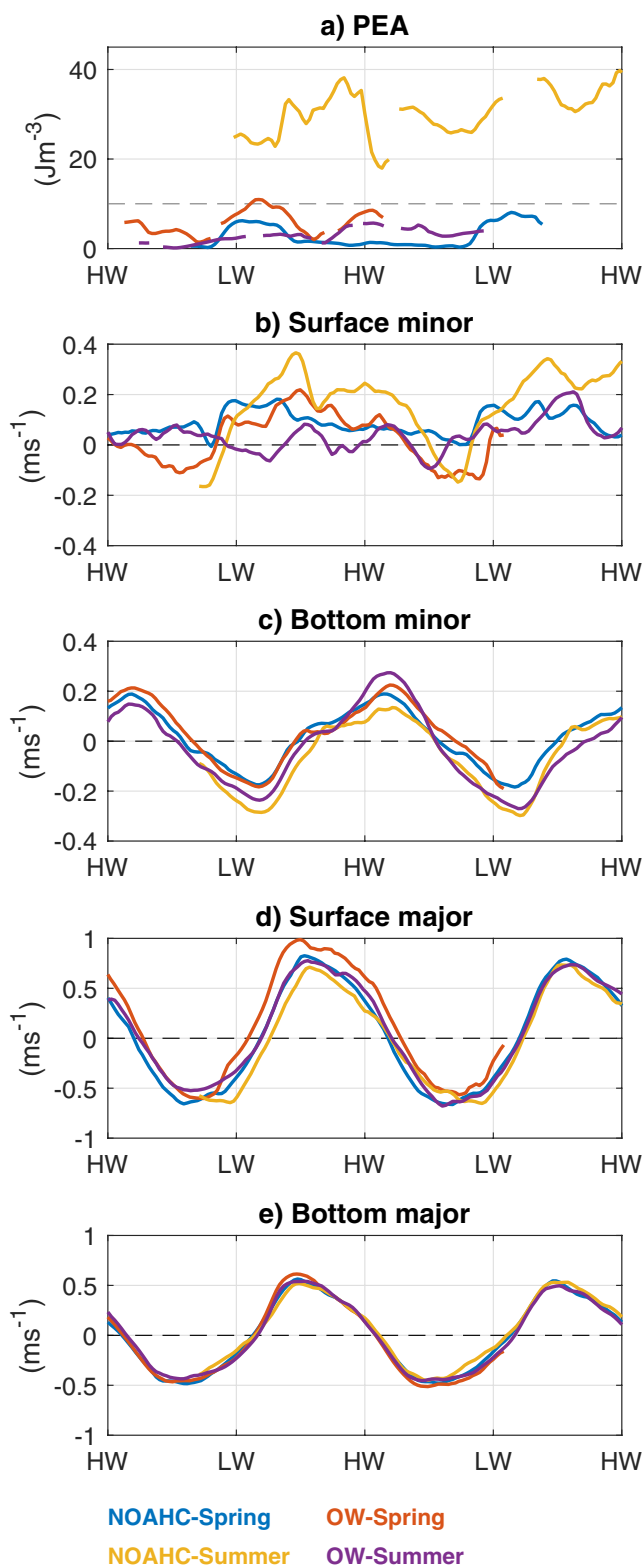 a) PEA
40
20
0
(Jm⁻³)
HW LW HW LW HW
b) Surface minor
0.4
0.2
0
-0.2
-0.4
(ms⁻¹)
HW LW HW LW HW
c) Bottom minor
0.4
0.2
0
-0.2
-0.4
(ms⁻¹)
HW LW HW LW HW
d) Surface major
1
0.5
0
-0.5
-1
(ms⁻¹)
HW LW HW LW HW
e) Bottom major
1
0.5
0
-0.5
-1
(ms⁻¹)
HW LW HW LW HW
NOAHC-Spring OW-Spring
NOAHC-Summer OW-Summer